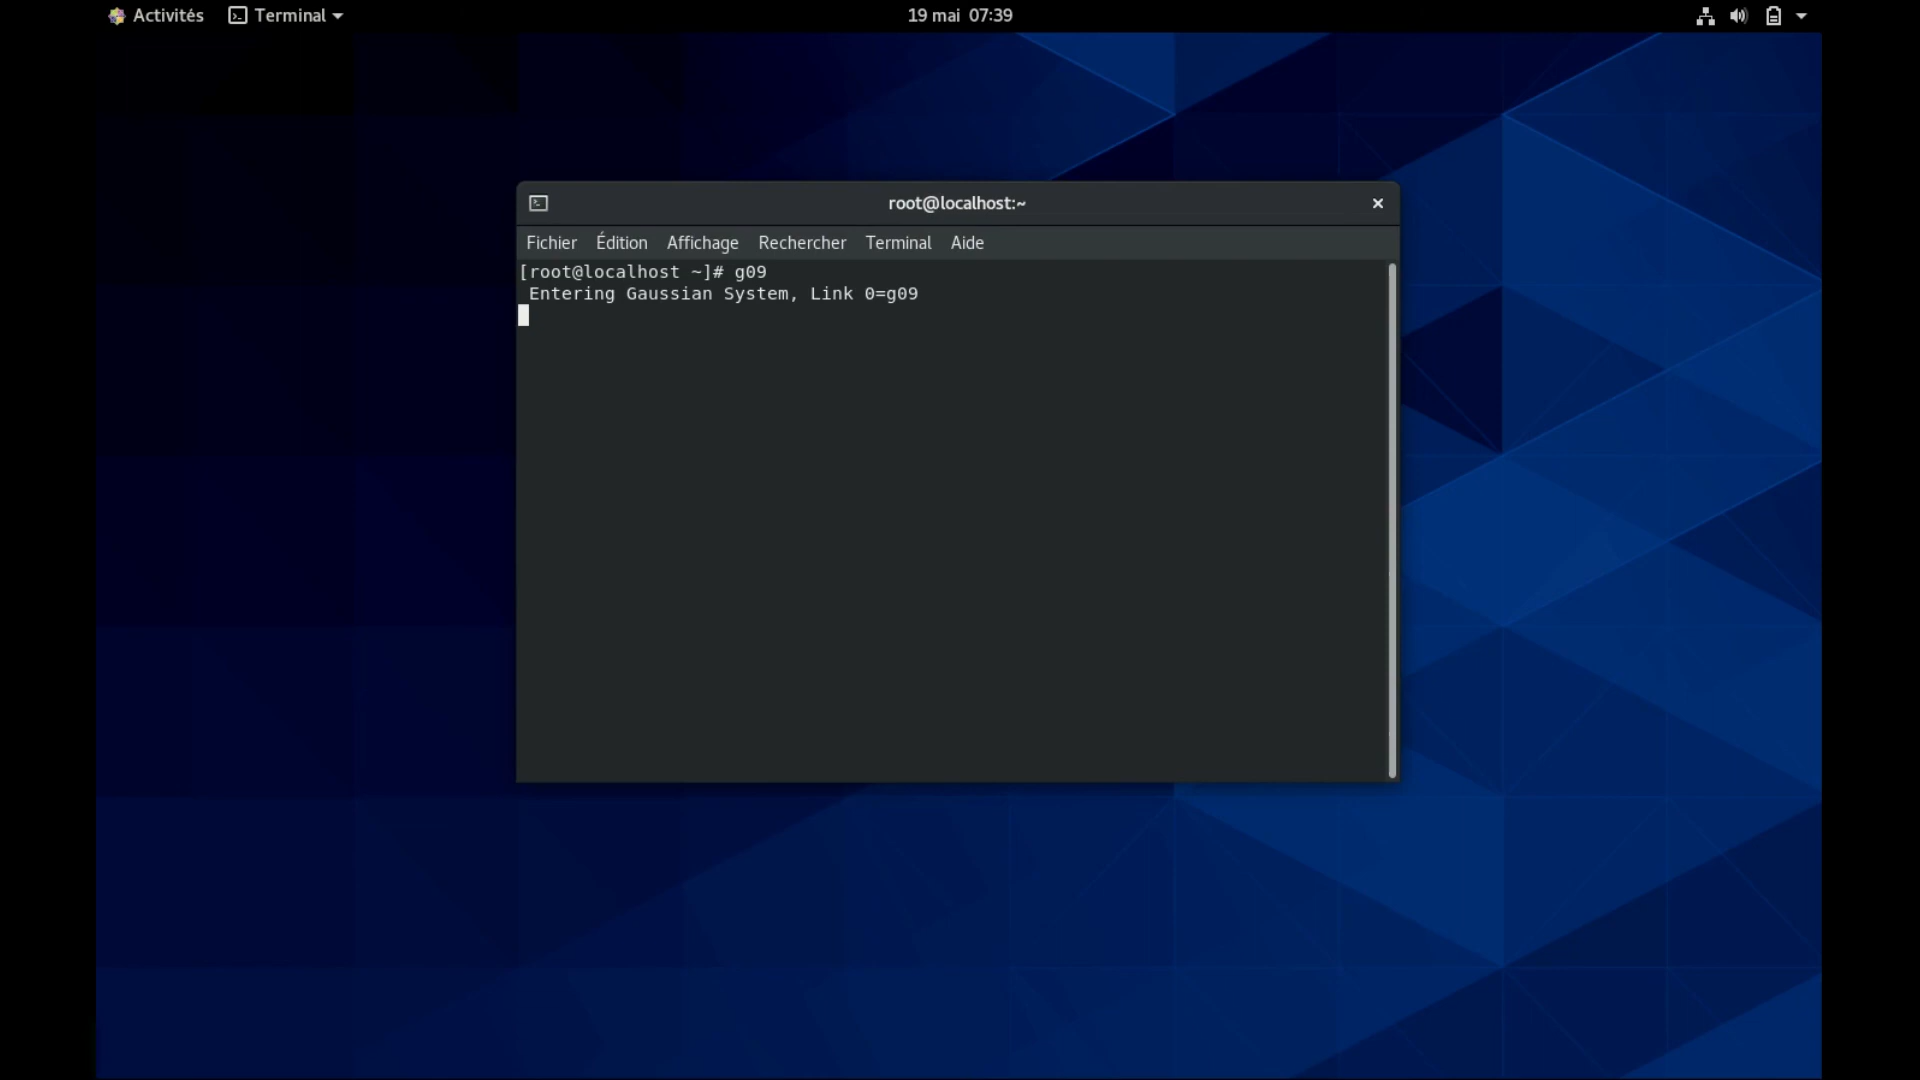 Activités Terminal 19 mai 07:39
root@localhost:~
Fichier Édition Affichage Rechercher Terminal Aide
[root@localhost ~]# g09
Entering Gaussian System, Link 0=g09